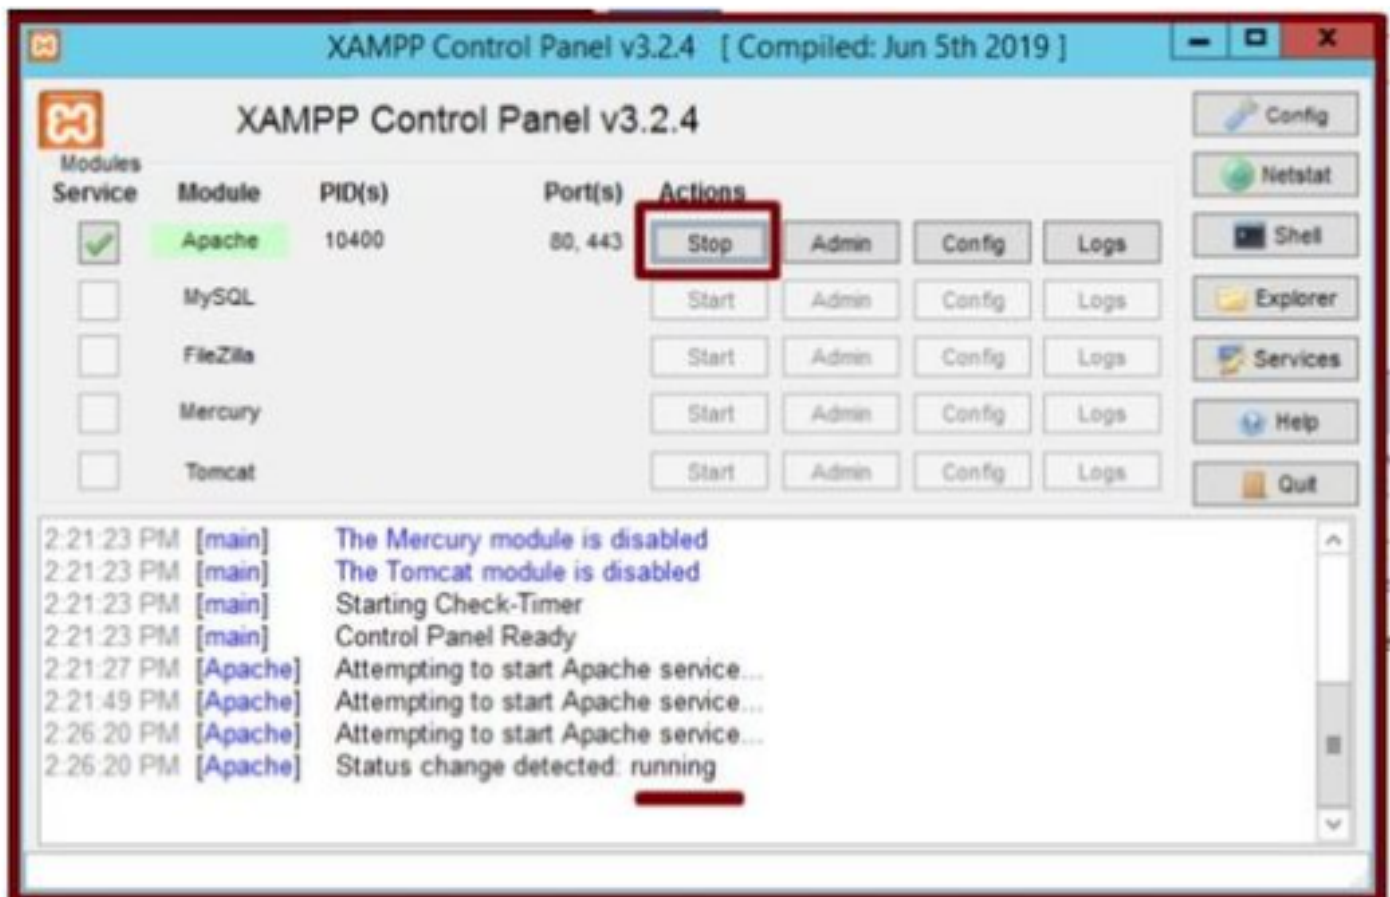 XAMPP Control Panel v3.2.4 [ Compiled: Jun 5th 2019 ]
XAMPP Control Panel v3.2.4
Config
Modules
Netstat
Service Module PID(s) Port(s) Actions
Apache 10400 80, 443 Stop Admin Config Logs
Shell
MySQL Start Admin Config Logs
Explorer
FileZilla Start Admin Config Logs
Services
Mercury Start Admin Config Logs
Help
Tomcat Start Admin Config Logs
Quit
2:21:23 PM [main] The Mercury module is disabled
2:21:23 PM [main] The Tomcat module is disabled
2:21:23 PM [main] Starting Check-Timer
2:21:23 PM [main] Control Panel Ready
2:21:27 PM [Apache] Attempting to start Apache service...
2:21:49 PM [Apache] Attempting to start Apache service...
2:26:20 PM [Apache] Attempting to start Apache service...
2:26:20 PM [Apache] Status change detected: running